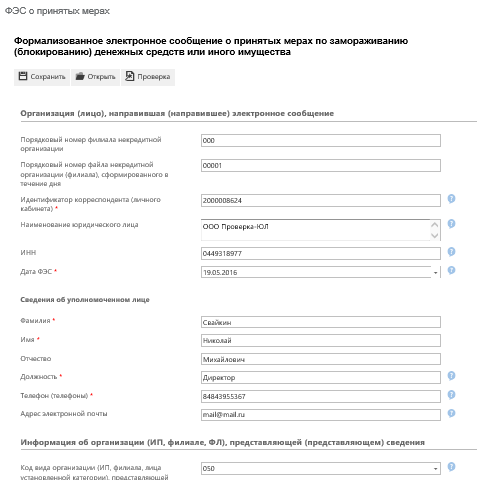 ФЭС о принятых мерах
Формализованное электронное сообщение о принятых мерах по замораживанию
(блокированию) денежных средств или иного имущества
Сохранить Открыть Проверка
Организация (лицо), направившая (направившее) электронное сообщение
Порядковый номер филиала некредитной 000
организации
Порядковый номер файла некредитной 00001
организации (филиала), сформированного в
течение дня
Идентификатор корреспондента (личного 2000008624
кабинета) *
Наименование юридического лица ООО Проверка-ЮЛ
ИНН 0449318977
Дата ФЭС * 19.05.2016
Сведения об уполномоченном лице
Фамилия * Свайкин
Имя * Николай
Отчество Михайлович
Должность * Директор
Телефон (телефоны) * 84843955367
Адрес электронной почты mail@mail.ru
Информация об организации (ИП, филиале, ФЛ), представляющей (представляющем) сведения
Код вида организации (ИП, филиала, лица 050
установленной категории), представляющей